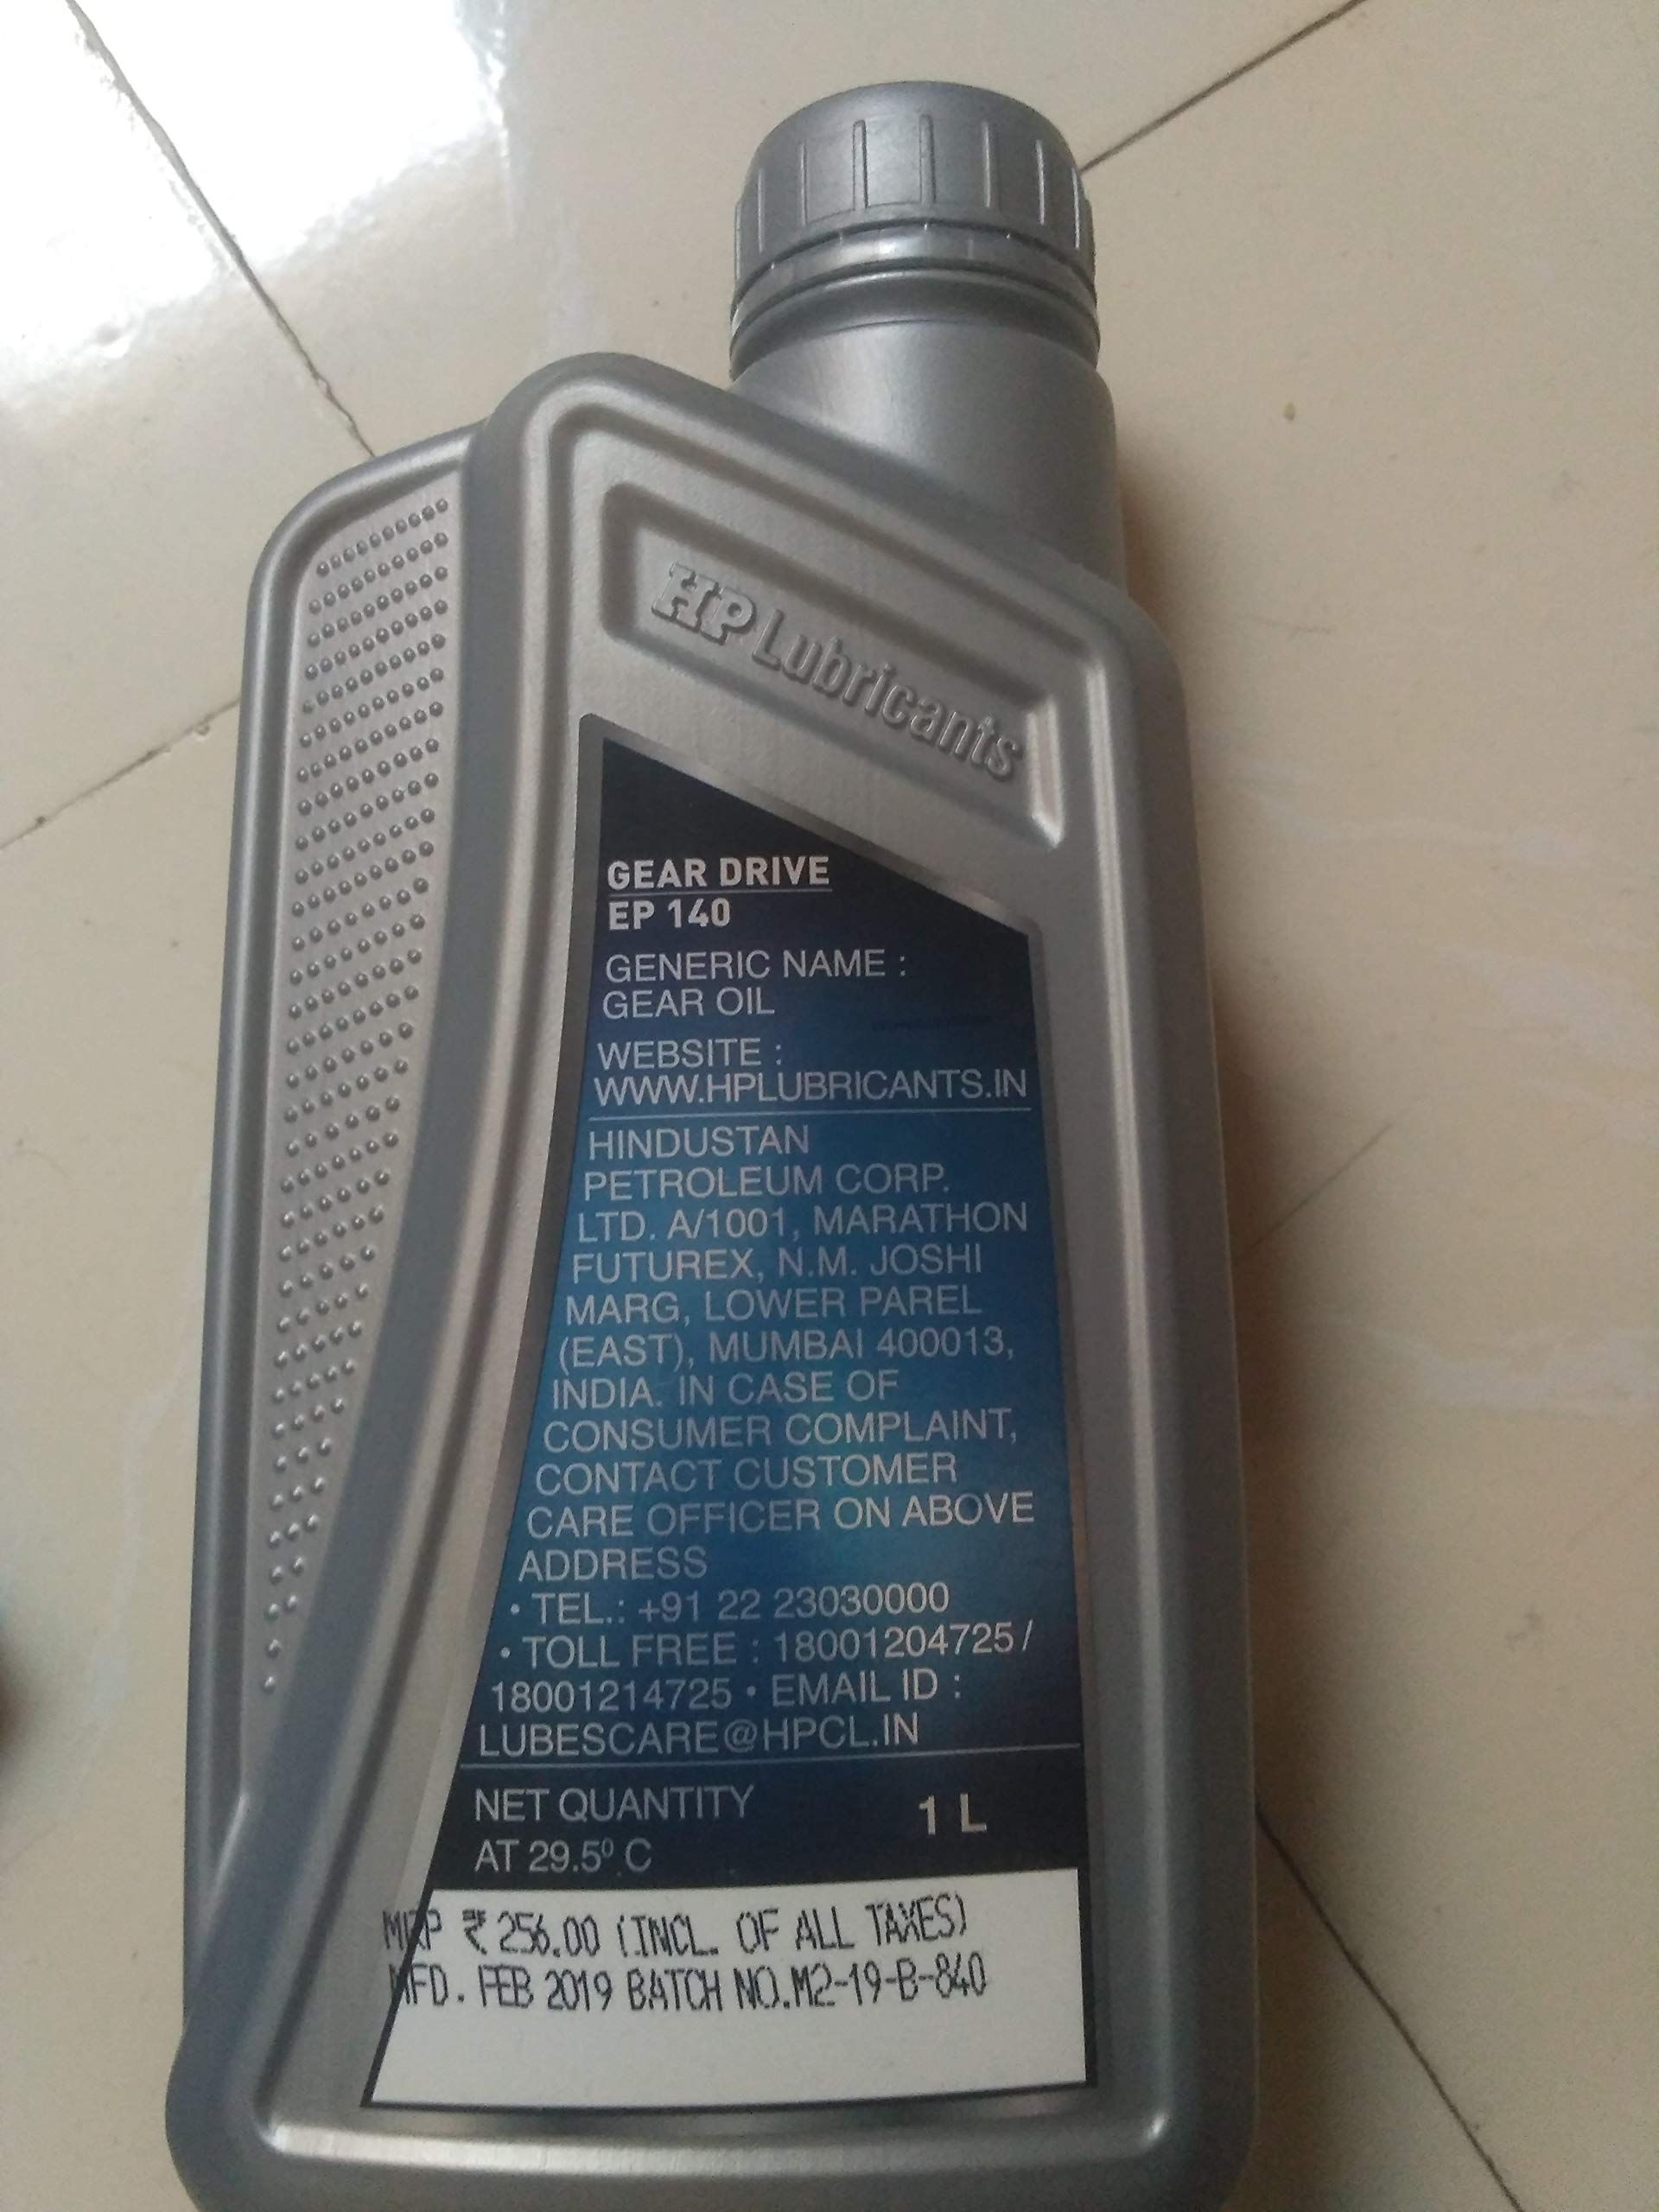 HP Lubricants
GEAR DRIVE
EP 140
GENERIC NAME :
GEAR OIL
WEBSITE :
WWW.HPLUBRICANTS.IN
HINDUSTAN
PETROLEUM CORP.
LTD. A/1001, MARATHON
FUTUREX, N.M. JOSHI
MARG, LOWER PAREL
(EAST), MUMBAI 400013,
INDIA. IN CASE OF
CONSUMER COMPLAINT,
CONTACT CUSTOMER
CARE OFFICER ON ABOVE
ADDRESS
• TEL.: +91 22 23030000
• TOLL FREE : 18001204725 /
18001214725 • EMAIL ID :
LUBESCARE@HPCL.IN
NET QUANTITY 1 L
AT 29.5⁰ C
MRP ₹ 256.00 (INCL. OF ALL TAXES)
MFD. FEB 2019 BATCH NO.M2-19-B-840